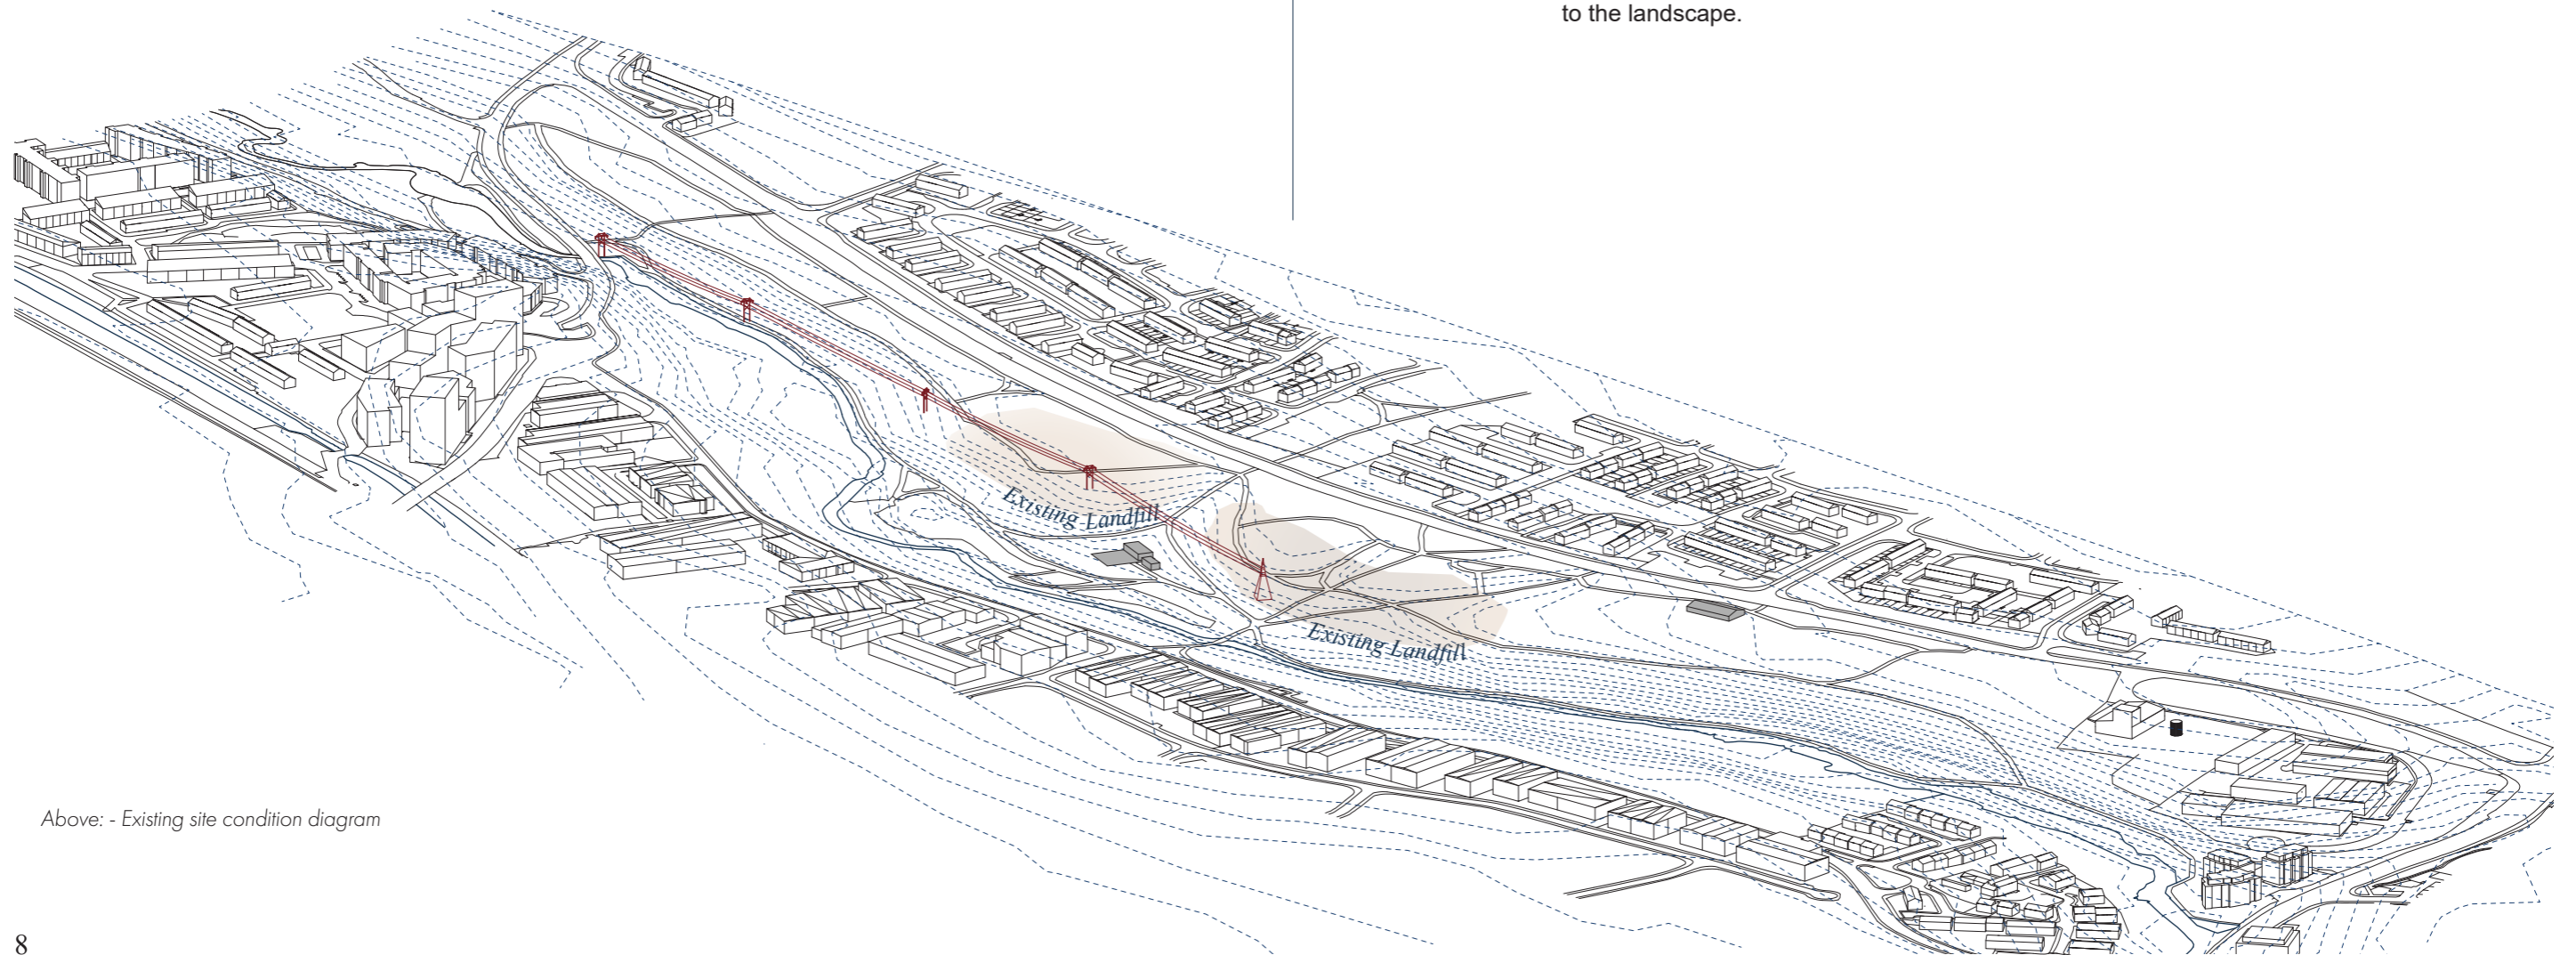 to the landscape.
Existing Landfill
Existing Landfill
Above: - Existing site condition diagram
8